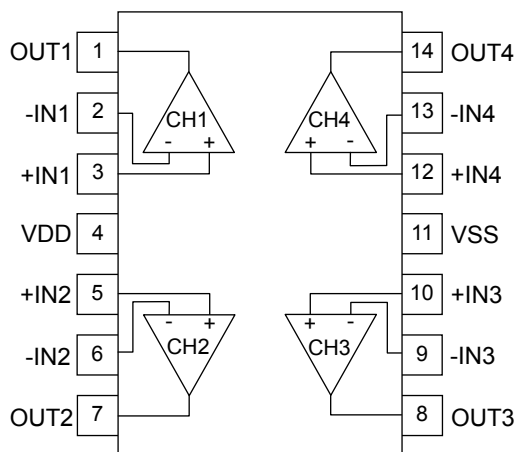 OUT1 1 14 OUT4
-IN1 2 13 -IN4
CH1 CH4
- + + -
+IN1 3 12 +IN4
VDD 4 11 VSS
+IN2 5 10 +IN3
- + + -
CH2 CH3
-IN2 6 9 -IN3
OUT2 7 8 OUT3